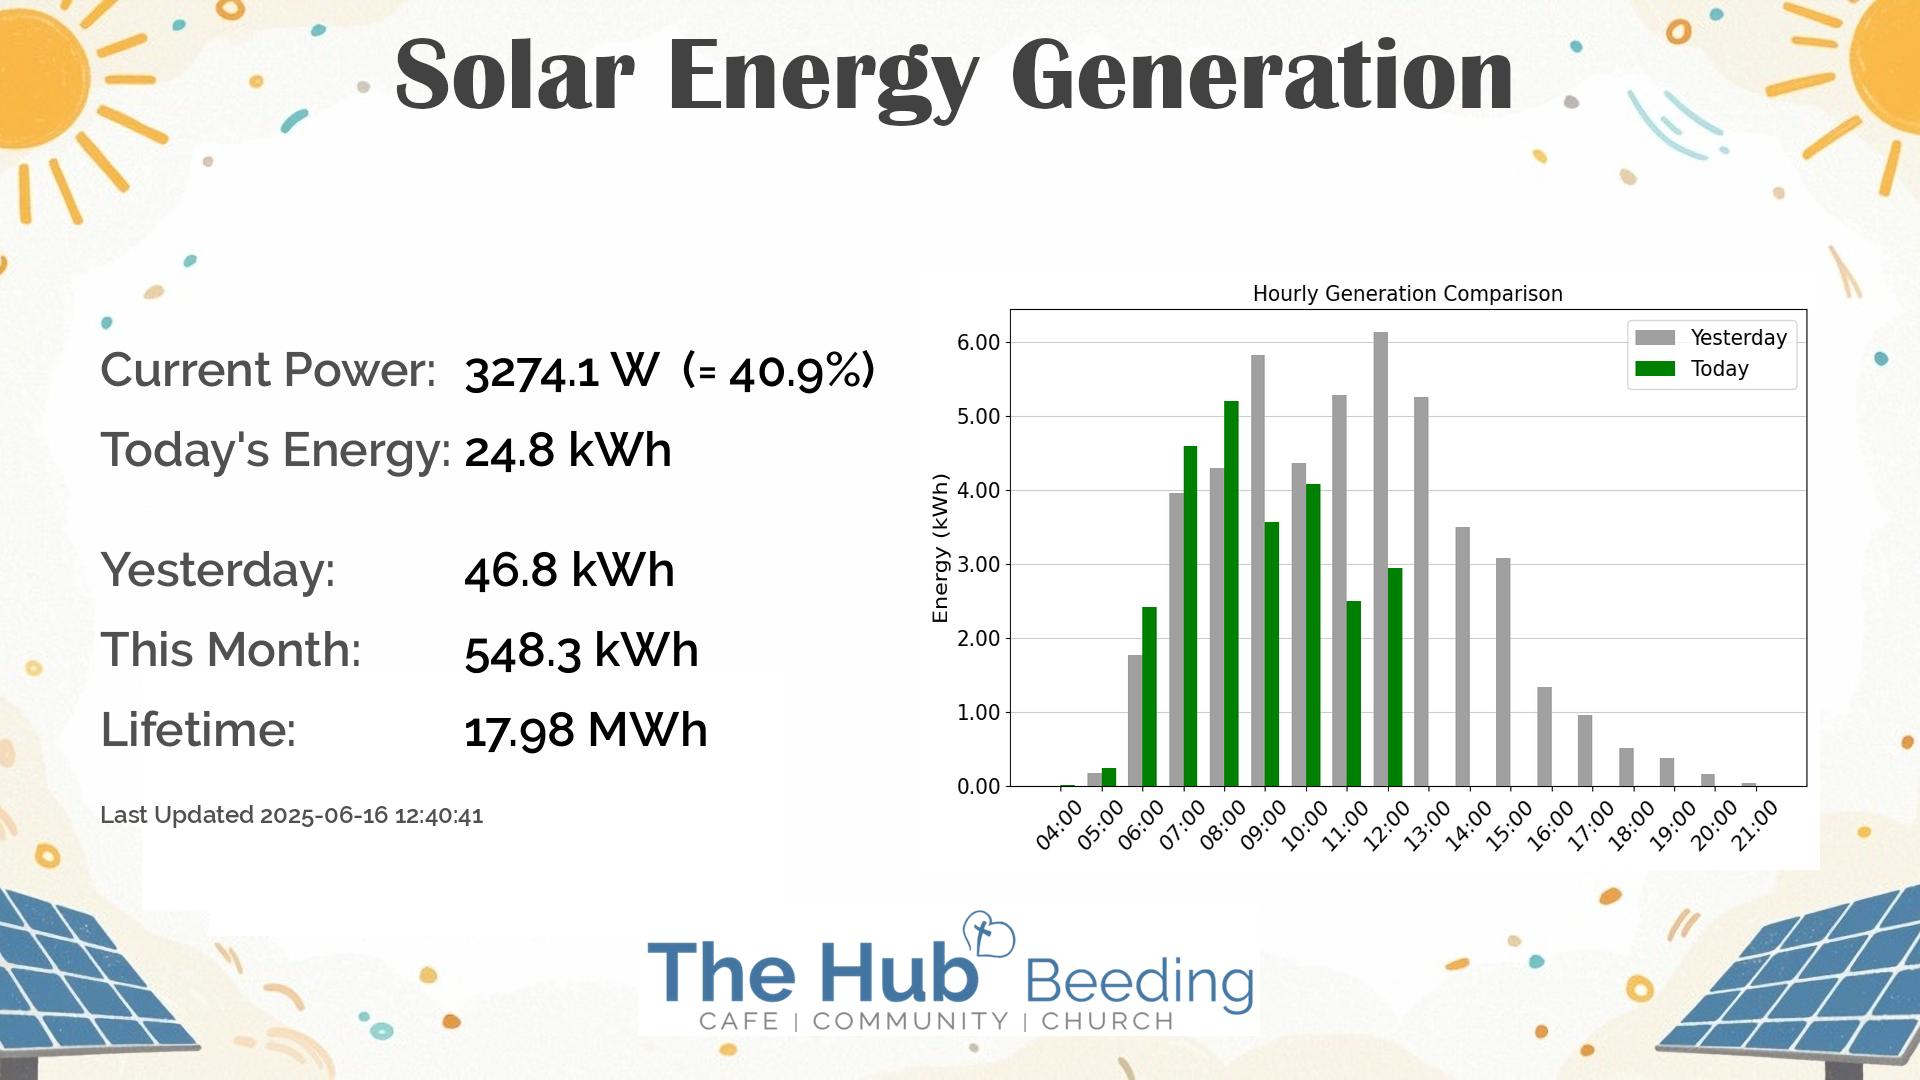 Solar Energy Generation
Current Power: 3274.1 W (= 40.9%)
Today's Energy: 24.8 kWh
Yesterday: 46.8 kWh
This Month: 548.3 kWh
Lifetime: 17.98 MWh
Last Updated 2025-06-16 12:40:41
Hourly Generation Comparison
Yesterday
Today
Energy (kWh)
6.00
5.00
4.00
3.00
2.00
1.00
0.00
04:00 05:00 06:00 07:00 08:00 09:00 10:00 11:00 12:00 13:00 14:00 15:00 16:00 17:00 18:00 19:00 20:00 21:00
The Hub Beeding
CAFE | COMMUNITY | CHURCH